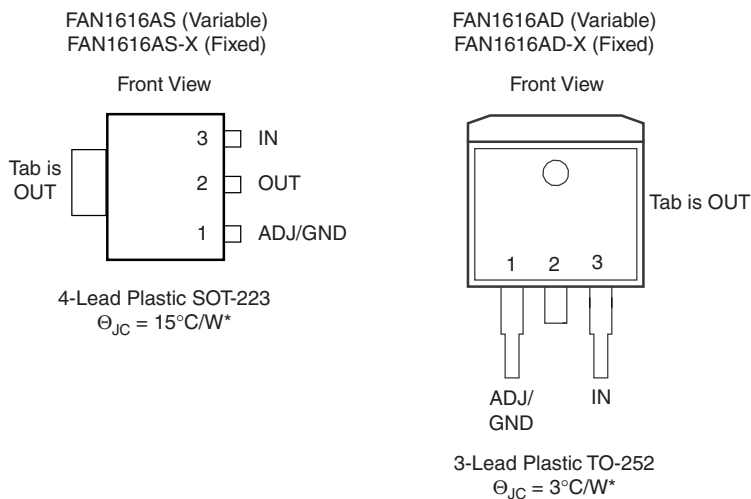 FAN1616AS (Variable)
FAN1616AS-X (Fixed)
Front View
3 IN
Tab is
OUT
2 OUT
1 ADJ/GND
4-Lead Plastic SOT-223
Θ_JC = 15°C/W*
FAN1616AD (Variable)
FAN1616AD-X (Fixed)
Front View
Tab is OUT
1 2 3
ADJ/
GND
IN
3-Lead Plastic TO-252
Θ_JC = 3°C/W*